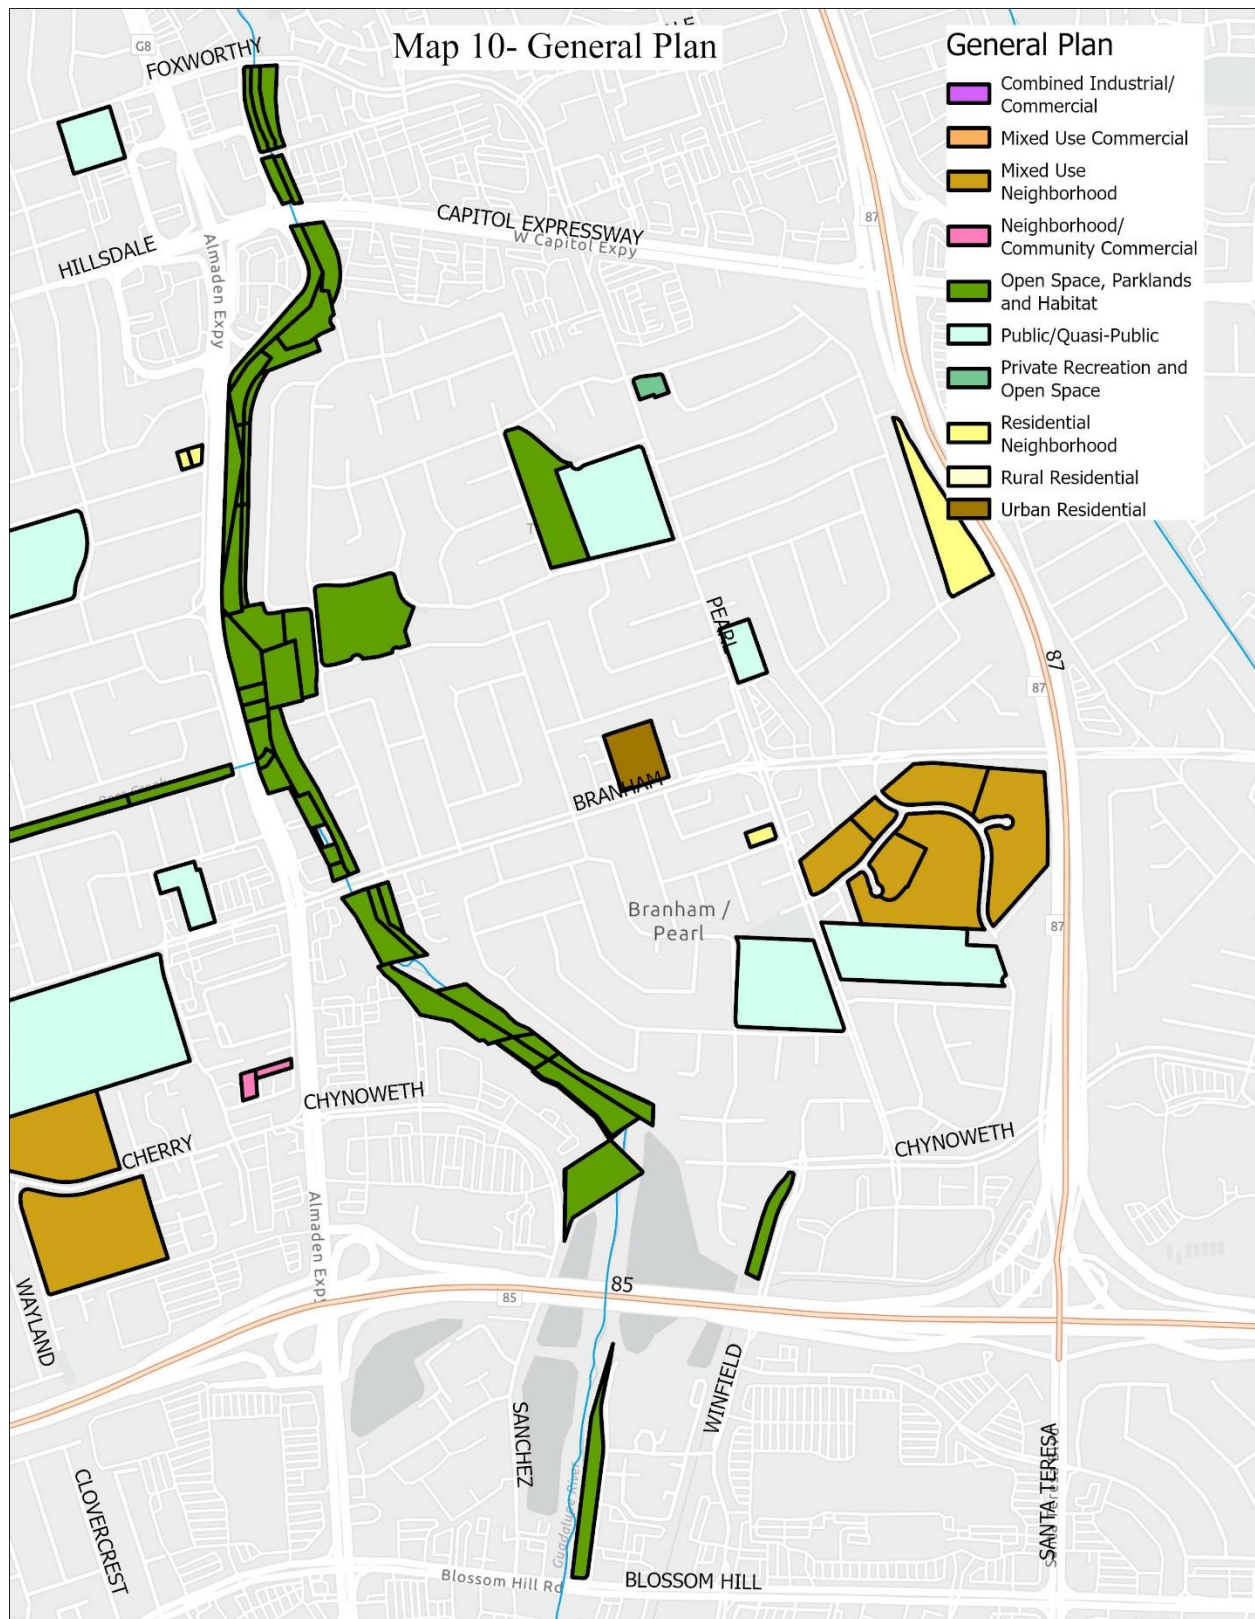 Map 10- General Plan
General Plan
Combined Industrial/
Commercial
Mixed Use Commercial
Mixed Use
Neighborhood
Neighborhood/
Community Commercial
Open Space, Parklands
and Habitat
Public/Quasi-Public
Private Recreation and
Open Space
Residential
Neighborhood
Rural Residential
Urban Residential
G8
FOXWORTHY
CAPITOL EXPRESSWAY
W Capitol Expy
87
HILLSDALE
Almaden Expy
T
PEARL
87
87
BRANHAM
Branham /
Pearl
87
CHYNOWETH
CHERRY
CHYNOWETH
Almaden Expy
85
85
WAYLAND
WINFIELD
SANCHEZ
SANTA TERESA
CLOVERCREST
Guadalupe River
Blossom Hill Rd
BLOSSOM HILL